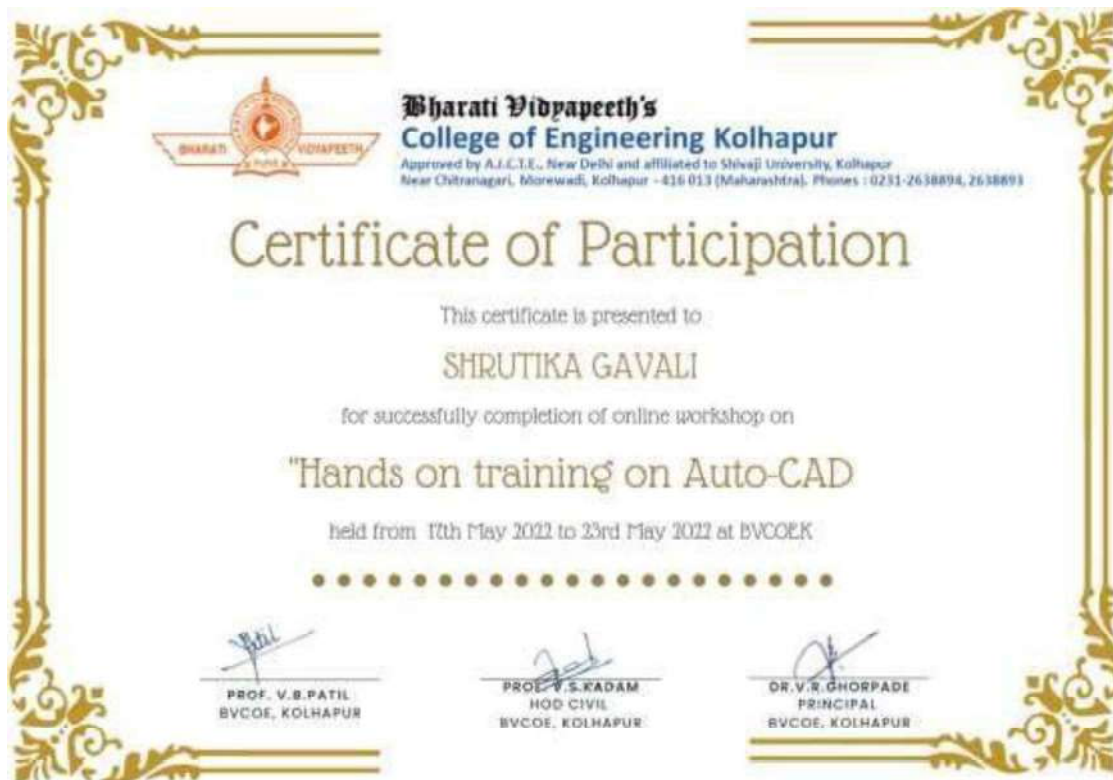 BHARATI VIDYAPEETH
PUNE
Bharati Vidyapeeth's
College of Engineering Kolhapur
Approved by A.I.C.T.E., New Delhi and affiliated to Shivaji University, Kolhapur
Near Chitranagari, Morewadi, Kolhapur - 416 013 (Maharashtra). Phones : 0231-2638894, 2638893
Certificate of Participation
This certificate is presented to
SHRUTIKA GAVALI
for successfully completion of online workshop on
"Hands on training on Auto-CAD
held from 17th May 2022 to 23rd May 2022 at BVCOEK
Patil
PROF. V.B.PATIL
BVCOE, KOLHAPUR
PROF. V.S.KADAM
HOD CIVIL
BVCOE, KOLHAPUR
DR.V.R.GHORPADE
PRINCIPAL
BVCOE, KOLHAPUR